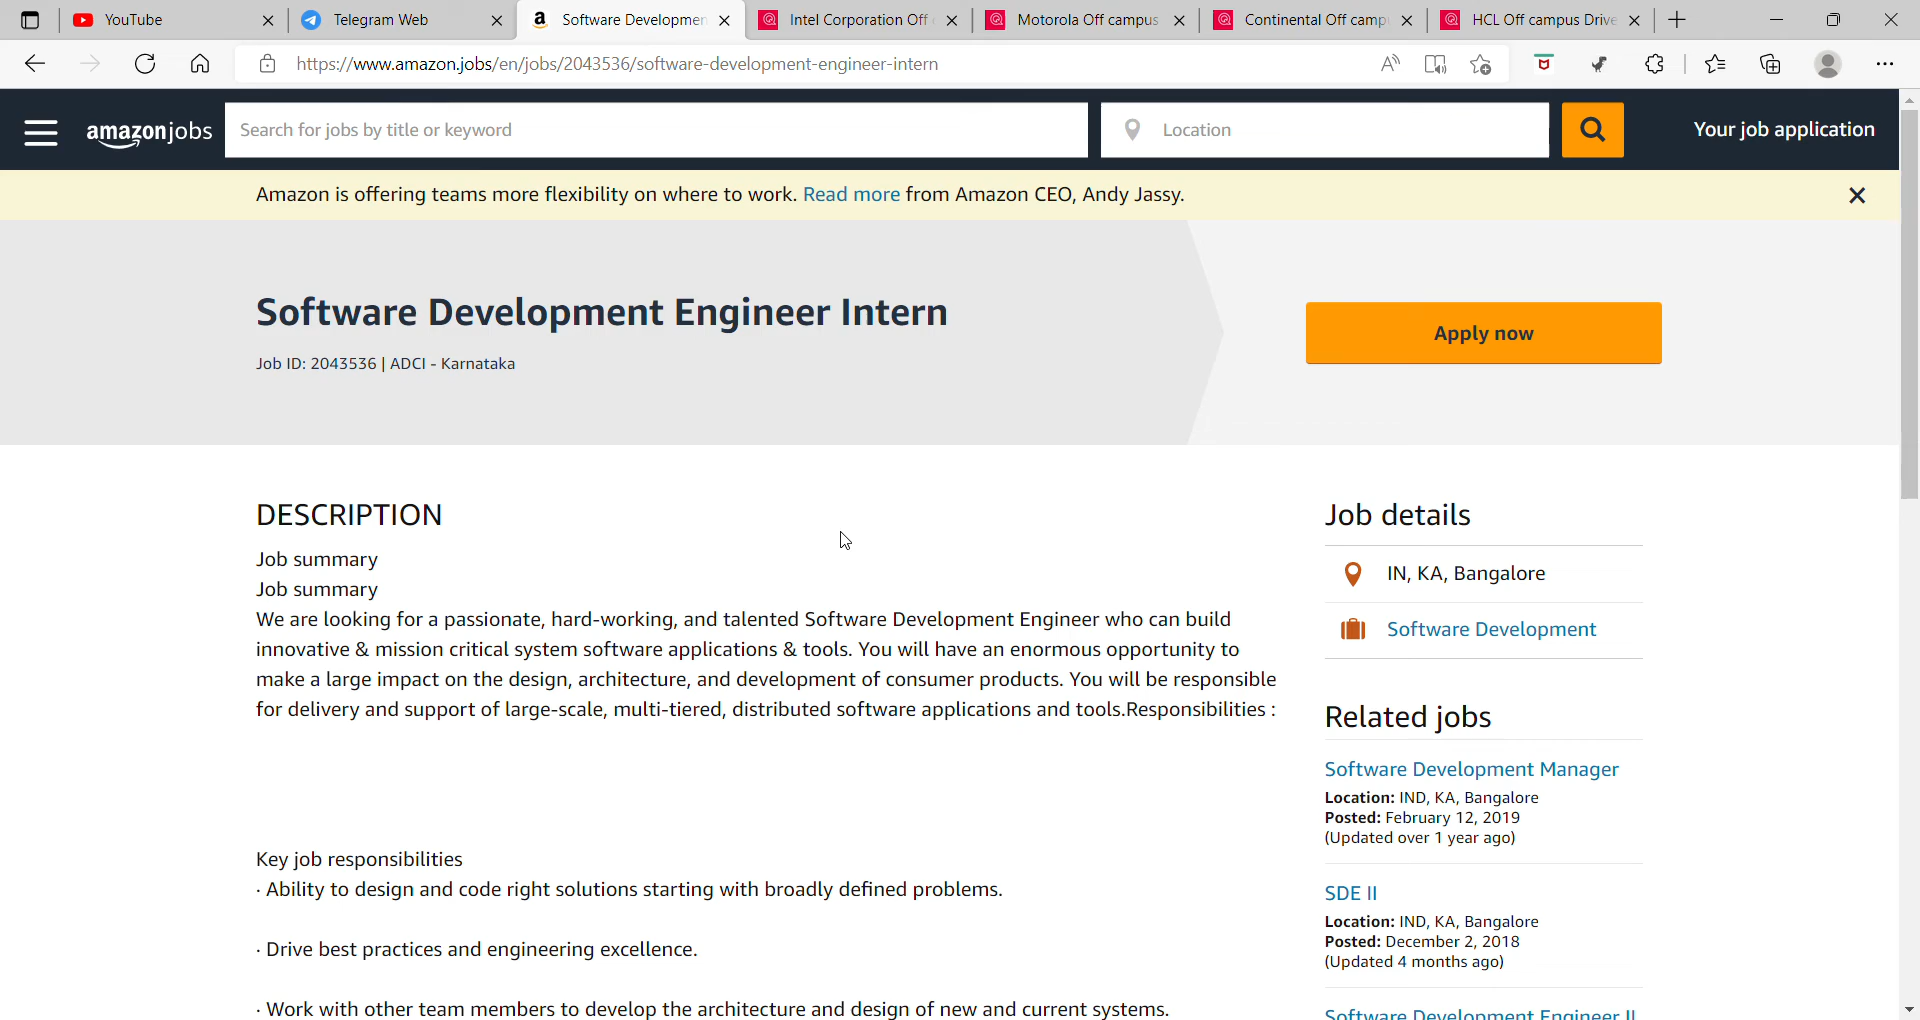 YouTube
Telegram Web
a Software Developmen
Intel Corporation Off
Motorola Off campus
Continental Off camp
HCL Off campus Drive
https://www.amazon.jobs/en/jobs/2043536/software-development-engineer-intern
amazonjobs
Search for jobs by title or keyword
Location
Your job application
Amazon is offering teams more flexibility on where to work. Read more from Amazon CEO, Andy Jassy.
Software Development Engineer Intern
Job ID: 2043536 | ADCI - Karnataka
Apply now
DESCRIPTION
Job summary
Job summary
We are looking for a passionate, hard-working, and talented Software Development Engineer who can build
innovative & mission critical system software applications & tools. You will have an enormous opportunity to
make a large impact on the design, architecture, and development of consumer products. You will be responsible
for delivery and support of large-scale, multi-tiered, distributed software applications and tools.Responsibilities :
Key job responsibilities
· Ability to design and code right solutions starting with broadly defined problems.
· Drive best practices and engineering excellence.
· Work with other team members to develop the architecture and design of new and current systems.
Job details
IN, KA, Bangalore
Software Development
Related jobs
Software Development Manager
Location: IND, KA, Bangalore
Posted: February 12, 2019
(Updated over 1 year ago)
SDE II
Location: IND, KA, Bangalore
Posted: December 2, 2018
(Updated 4 months ago)
Software Development Engineer II